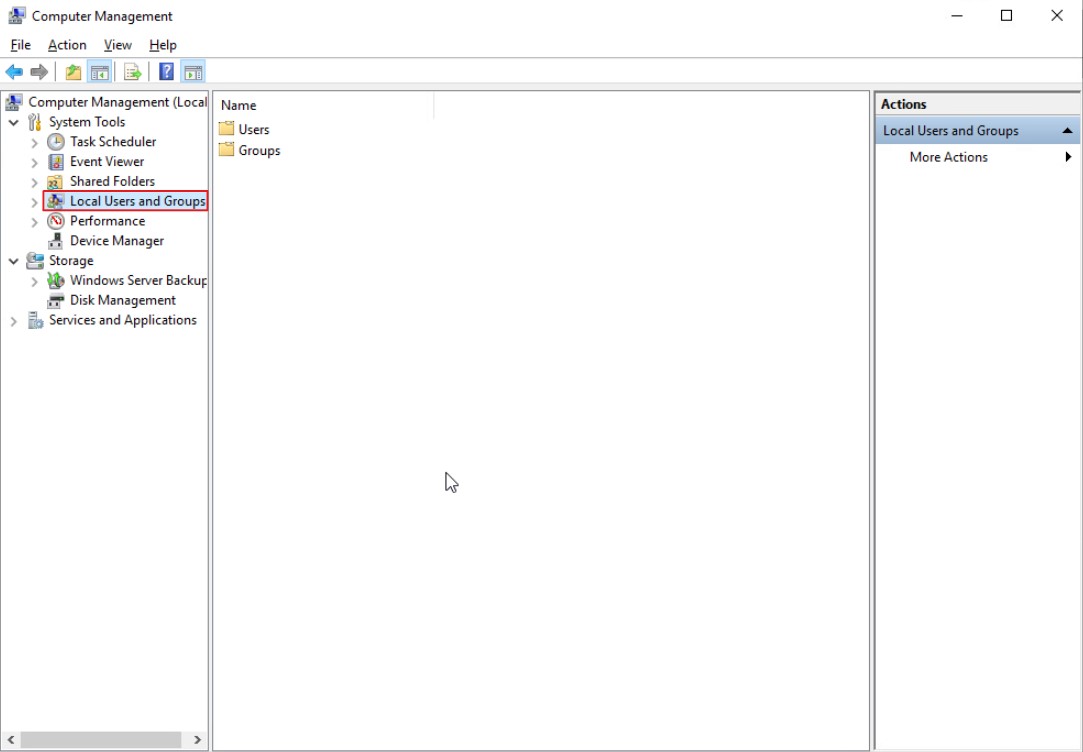 Computer Management
File Action View Help
Computer Management (Local
System Tools
Task Scheduler
Event Viewer
Shared Folders
Local Users and Groups
Performance
Device Manager
Storage
Windows Server Backup
Disk Management
Services and Applications
Name
Users
Groups
Actions
Local Users and Groups
More Actions